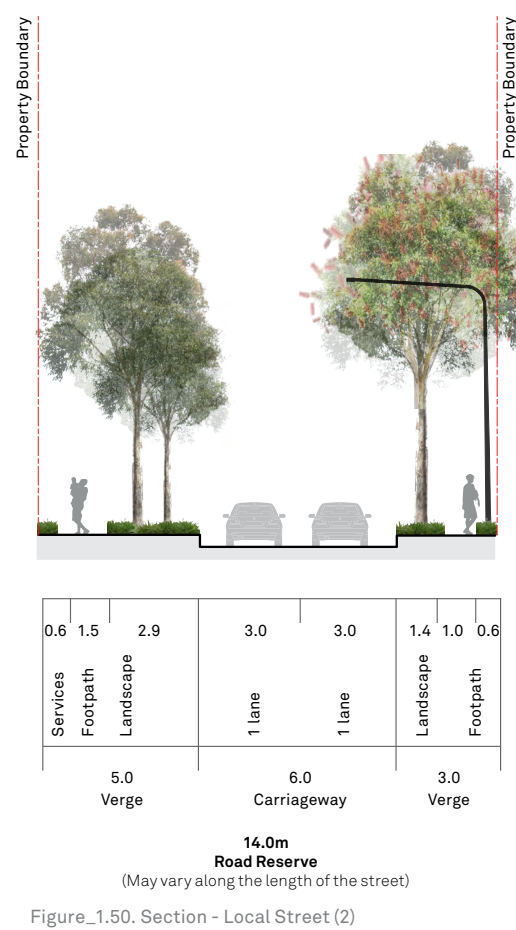 Property Boundary
Property Boundary
0.6 1.5 2.9 3.0 3.0 1.4 1.0 0.6
Services
Footpath
Landscape
1 lane
1 lane
Landscape
Footpath
5.0 6.0 3.0
Verge Carriageway Verge
14.0m
Road Reserve
(May vary along the length of the street)
Figure_1.50. Section - Local Street (2)